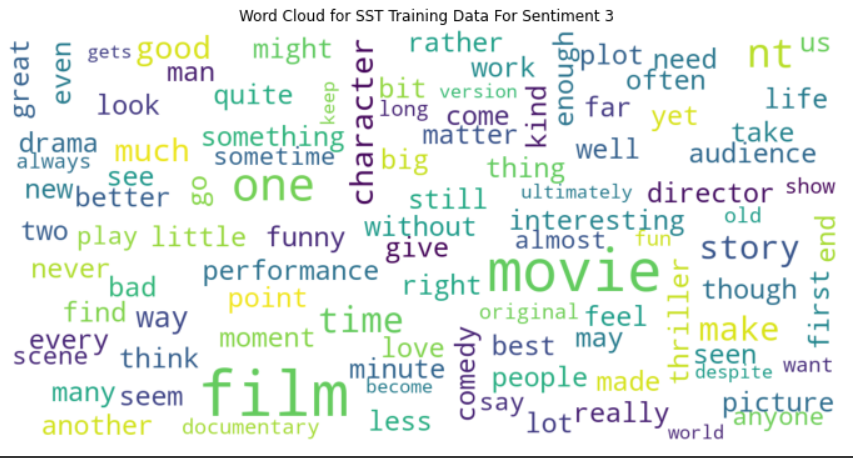 Word Cloud for SST Training Data For Sentiment 3
great
even
gets
good
man
look
might
quite
keep
something
sometime
character
rather
bit
version
long
work
come
matter
kind
enough
plot
need
often
nt
us
far
yet
life
take
well
audience
drama
always
much
see
new
better
go
one
big
thing
still
ultimately
director
show
two
play
little
funny
without
give
interesting
almost
fun
old
story
end
never
bad
performance
right
movie
though
first
find
way
point
time
original
feel
thriller
make
every
scene
think
moment
love
minute
comedy
best
may
seen
despite
want
many
seem
film
become
people
made
picture
another
documentary
less
say
lot
really
world
anyone